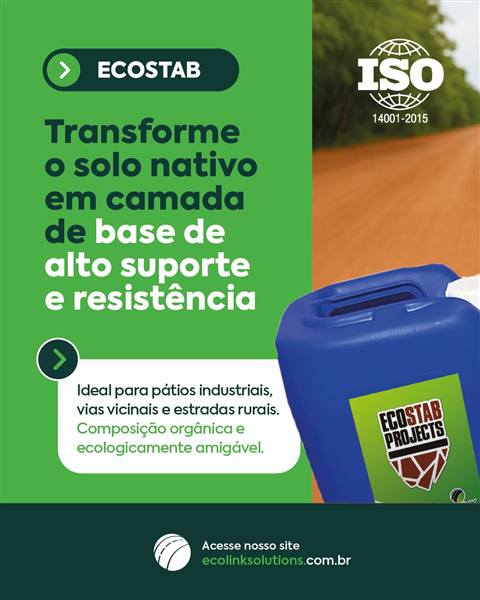 ECOSTAB
ISO
14001-2015
Transforme
o solo nativo
em camada
de base de
alto suporte
e resistência
Ideal para pátios industriais,
vias vicinais e estradas rurais.
Composição orgânica e
ecologicamente amigável.
ECOSTAB
PROJECTS
Acesse nosso site
ecolinksolutions.com.br